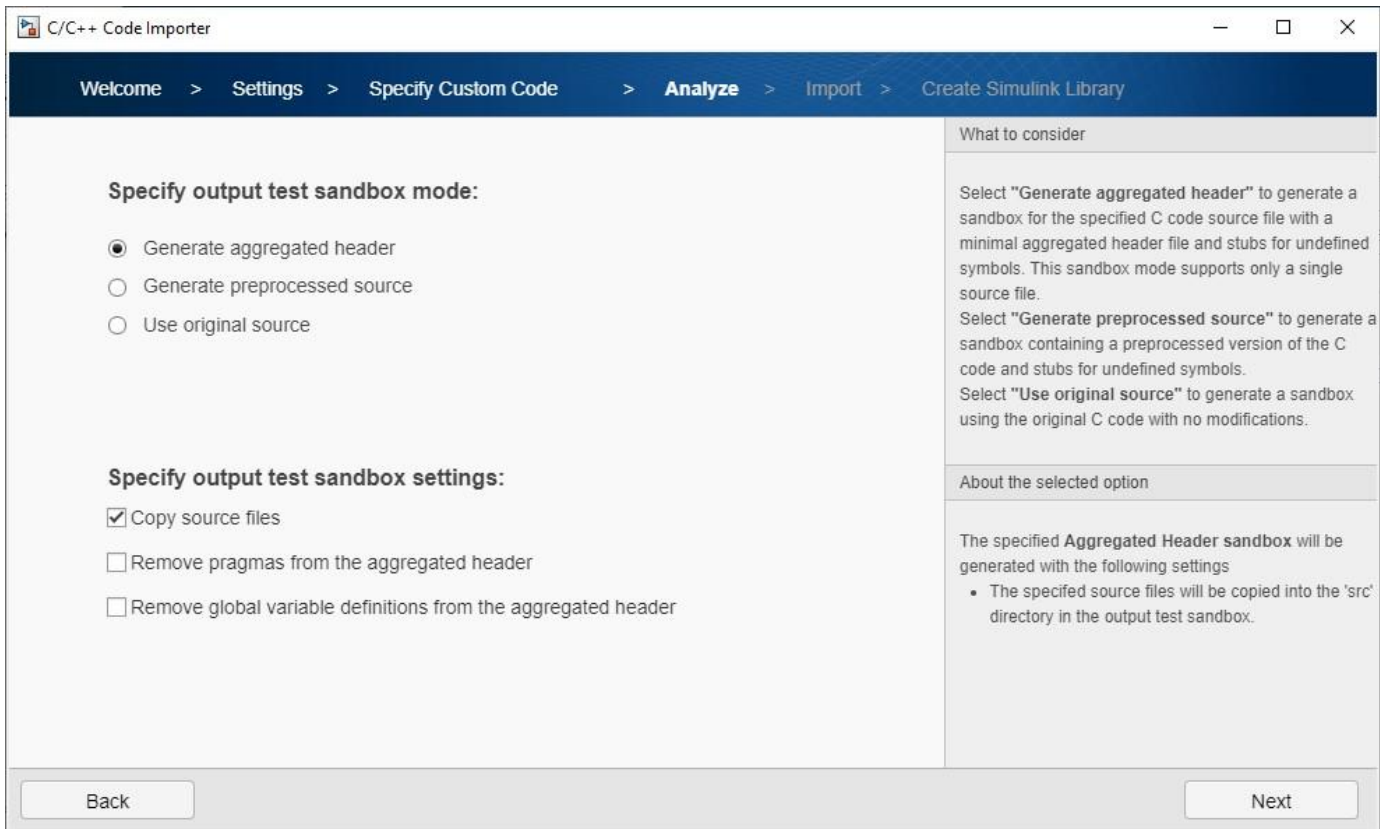 C/C++ Code Importer
Welcome > Settings > Specify Custom Code > Analyze > Import > Create Simulink Library
Specify output test sandbox mode:
Generate aggregated header
Generate preprocessed source
Use original source
Specify output test sandbox settings:
Copy source files
Remove pragmas from the aggregated header
Remove global variable definitions from the aggregated header
What to consider
Select "Generate aggregated header" to generate a
sandbox for the specified C code source file with a
minimal aggregated header file and stubs for undefined
symbols. This sandbox mode supports only a single
source file.
Select "Generate preprocessed source" to generate a
sandbox containing a preprocessed version of the C
code and stubs for undefined symbols.
Select "Use original source" to generate a sandbox
using the original C code with no modifications.
About the selected option
The specified Aggregated Header sandbox will be
generated with the following settings
• The specifed source files will be copied into the 'src'
directory in the output test sandbox.
Back
Next